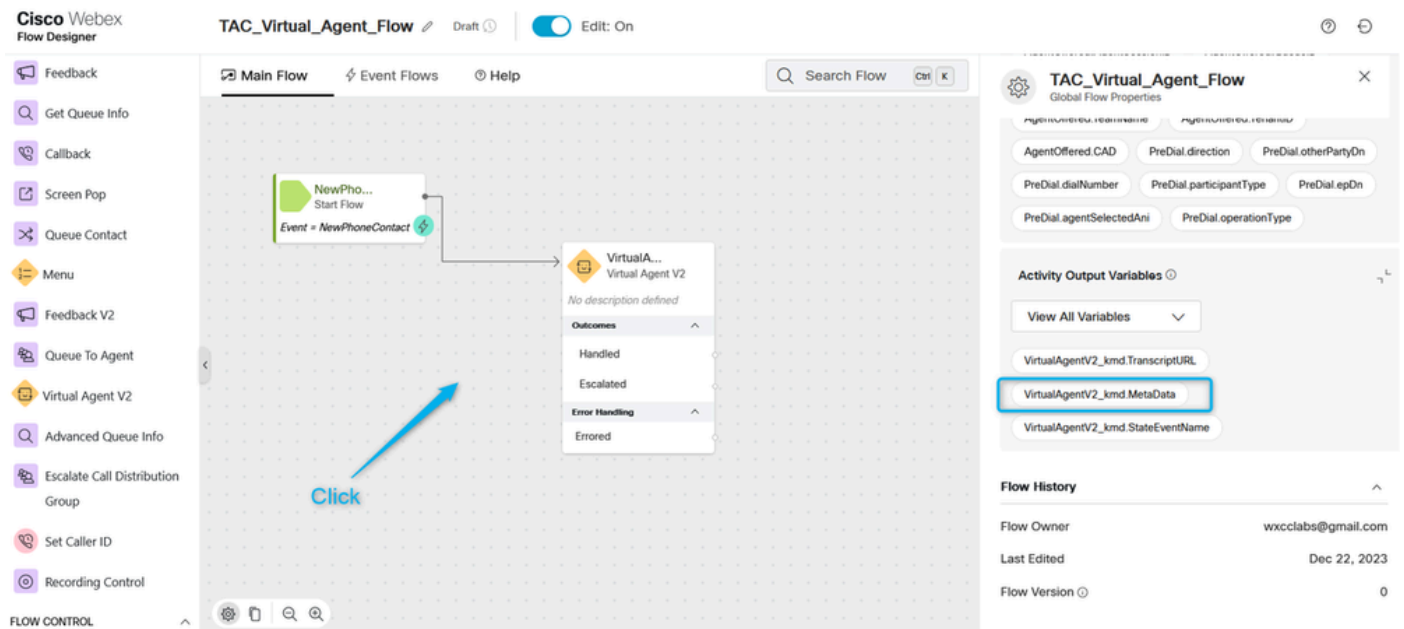 Cisco Webex
Flow Designer
TAC_Virtual_Agent_Flow
Draft
Edit: On
Feedback
Get Queue Info
Callback
Screen Pop
Queue Contact
Menu
Feedback V2
Queue To Agent
Virtual Agent V2
Advanced Queue Info
Escalate Call Distribution
Group
Set Caller ID
Recording Control
FLOW CONTROL
Main Flow
Event Flows
Help
Search Flow
Ctrl K
NewPho...
Start Flow
Event = NewPhoneContact
VirtualA...
Virtual Agent V2
No description defined
Outcomes
Handled
Escalated
Error Handling
Errored
Click
TAC_Virtual_Agent_Flow
Global Flow Properties
AgentOffered.TeamName AgentOffered.TenantID
AgentOffered.CAD PreDial.direction PreDial.otherPartyDn
PreDial.dialNumber PreDial.participantType PreDial.epDn
PreDial.agentSelectedAni PreDial.operationType
Activity Output Variables
View All Variables
VirtualAgentV2_kmd.TranscriptURL
VirtualAgentV2_kmd.MetaData
VirtualAgentV2_kmd.StateEventName
Flow History
Flow Owner wxcclabs@gmail.com
Last Edited Dec 22, 2023
Flow Version 0